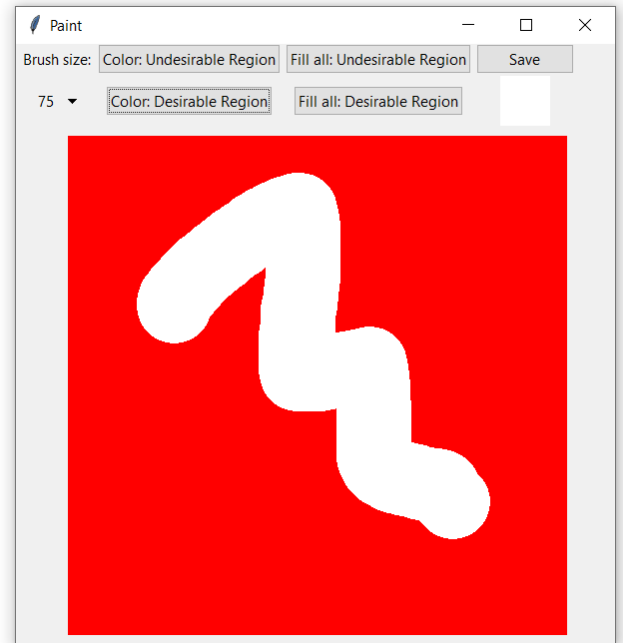 Paint
Brush size: Color: Undesirable Region Fill all: Undesirable Region Save
75 Color: Desirable Region Fill all: Desirable Region